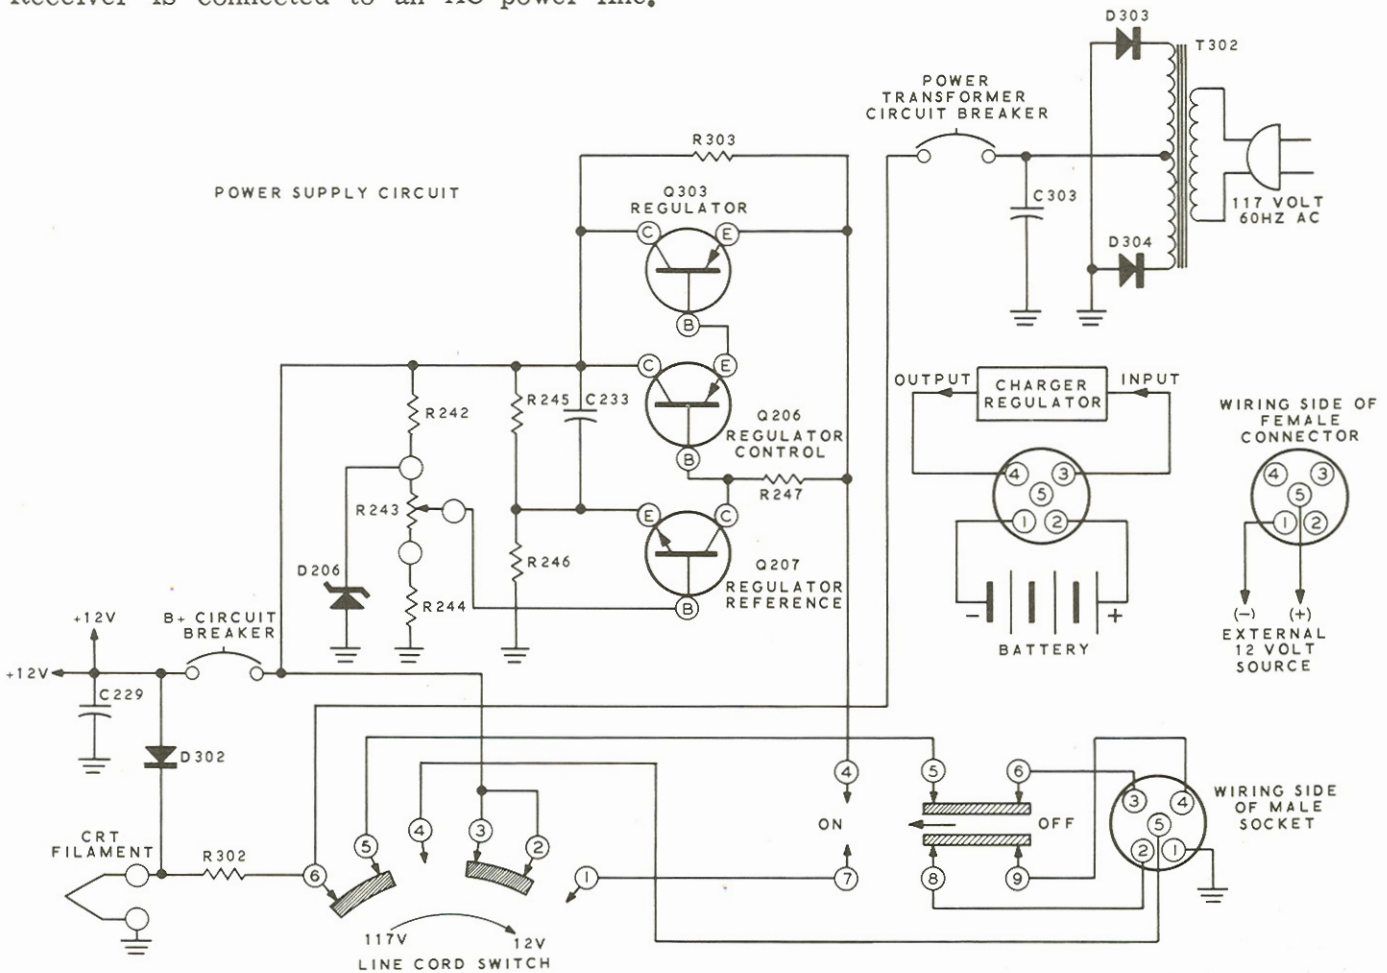 Receiver is connected to an AC power line.
D303
T302
POWER
TRANSFORMER
CIRCUIT BREAKER
R303
POWER SUPPLY CIRCUIT
Q303
REGULATOR
C303
117 VOLT
60HZ AC
C
E
D304
B
C
E
OUTPUT
CHARGER
REGULATOR
INPUT
R242
R245
C233
Q206
REGULATOR
CONTROL
WIRING SIDE OF
FEMALE
CONNECTOR
B
4
3
5
1
2
4
3
5
1
2
R247
R243
E
C
D206
R246
Q207
REGULATOR
REFERENCE
R244
B
-
+
BATTERY
(-)
(+)
EXTERNAL
12 VOLT
SOURCE
+12V
B+ CIRCUIT
BREAKER
+12V
C229
D302
4
5
6
3
4
5
2
1
WIRING SIDE
OF MALE
SOCKET
ON
OFF
CRT
FILAMENT
R302
6
5
4
3
2
1
7
8
9
117V
12V
LINE CORD SWITCH